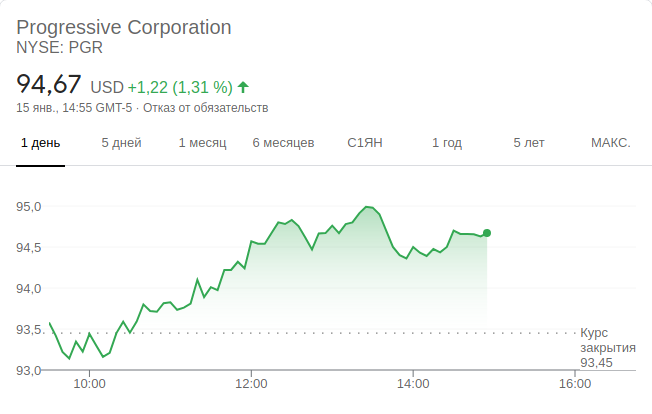 Progressive Corporation
NYSE: PGR
94,67 USD +1,22 (1,31 %)
15 янв., 14:55 GMT-5 · Отказ от обязательств
1 день 5 дней 1 месяц 6 месяцев С1ЯН 1 год 5 лет МАКС.
95,0
94,5
94,0
93,5
93,0
Курс
закрытия
93,45
10:00 12:00 14:00 16:00